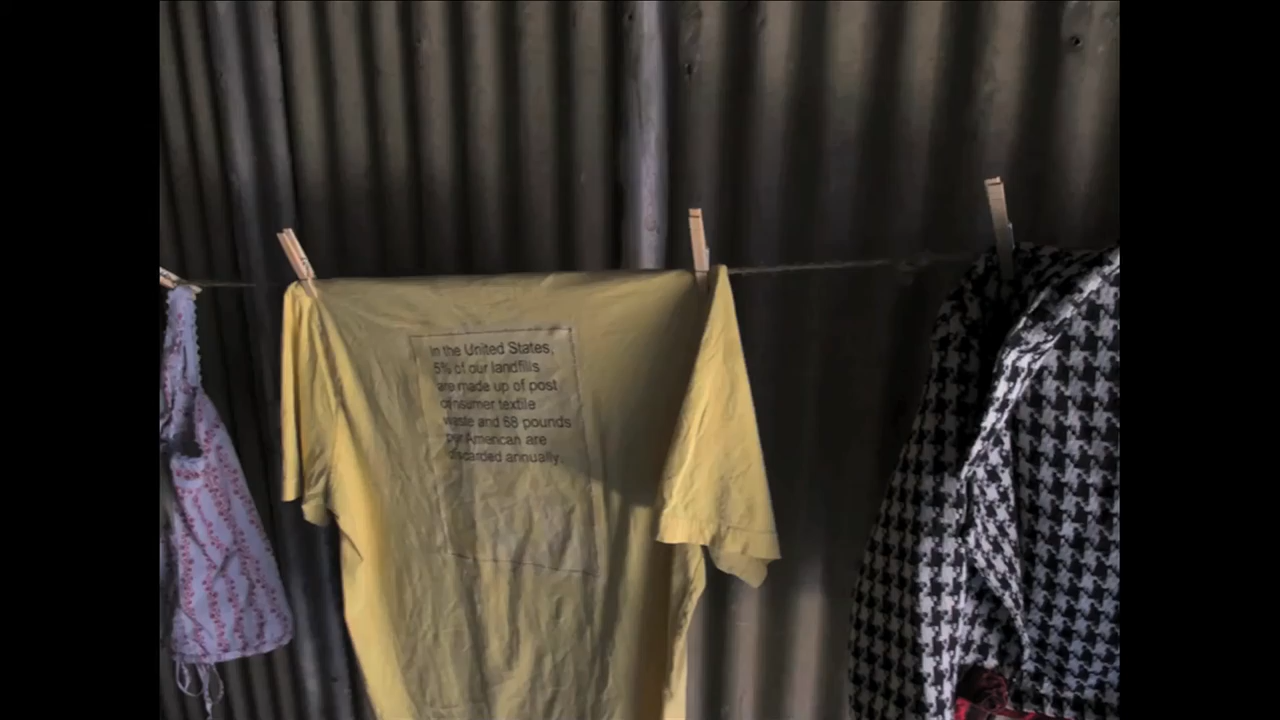 In the United States,
5% of our landfills
are made up of post
consumer textile
waste and 68 pounds
per American are
discarded annually.